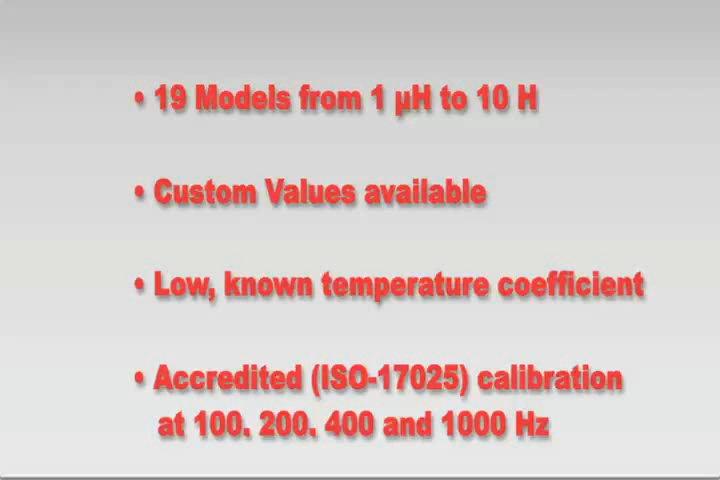 • 19 Models from 1 µH to 10 H
• Custom Values available
• Low, known temperature coefficient
• Accredited (ISO-17025) calibration
at 100, 200, 400 and 1000 Hz